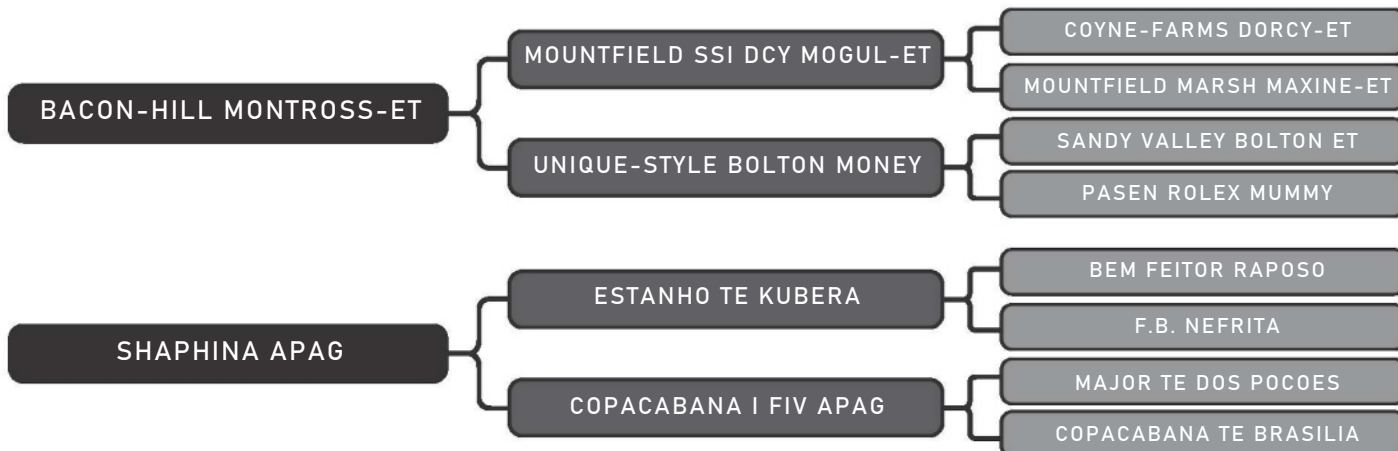 BACON-HILL MONTROSS-ET
MOUNTFIELD SSI DCY MOGUL-ET
COYNE-FARMS DORCY-ET
MOUNTFIELD MARSH MAXINE-ET
UNIQUE-STYLE BOLTON MONEY
SANDY VALLEY BOLTON ET
PASEN ROLEX MUMMY
SHAPHINA APAG
ESTANHO TE KUBERA
BEM FEITOR RAPOSO
F.B. NEFRITA
COPACABANA I FIV APAG
MAJOR TE DOS POCOES
COPACABANA TE BRASILIA